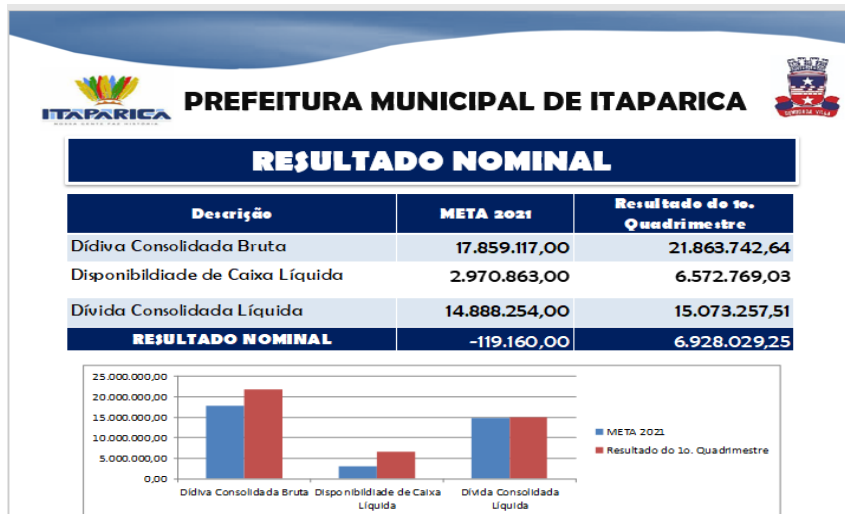 ITAPARICA
PREFEITURA MUNICIPAL DE ITAPARICA
RESULTADO NOMINAL
Descrição META 2021 Resultado do 1o. Quadrimestre
Dídiva Consolidada Bruta 17.859.117,00 21.863.742,64
Disponibildiade de Caixa Líquida 2.970.863,00 6.572.769,03
Dívida Consolidada Líquida 14.888.254,00 15.073.257,51
RESULTADO NOMINAL -119.160,00 6.928.029,25
25.000.000,00
20.000.000,00
15.000.000,00
10.000.000,00
5.000.000,00
0,00
Dídiva Consolidada Bruta Disponibildiade de Caixa Líquida Dívida Consolidada Líquida
META 2021
Resultado do 1o. Quadrimestre